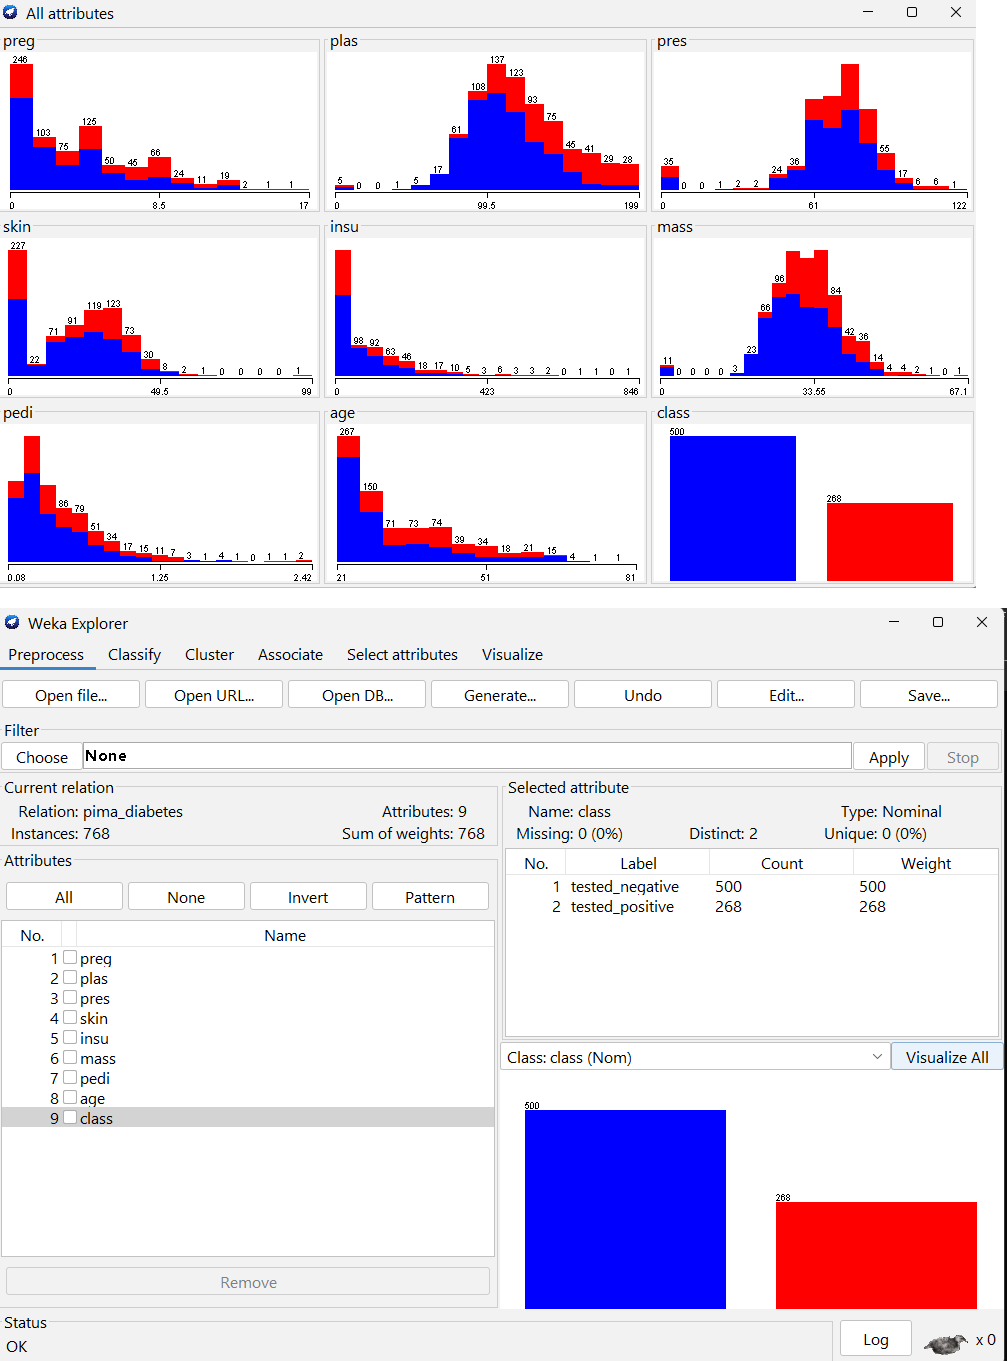 All attributes
preg plas pres
246 103 75 125 50 45 66 24 11 19 2 1 1
0 8.5 17
5 0 0 1 5 17 61 108 137 123 93 75 45 41 29 28
0 99.5 199
35 0 0 1 2 2 24 36 55 17 6 6 1
0 61 122
skin insu mass
227 22 71 91 119 123 73 30 8 2 1 0 0 0 0 1
0 49.5 99
98 92 63 46 18 17 10 5 3 6 3 3 2 0 1 1 0 1
0 423 846
11 0 0 0 0 3 23 66 96 84 42 36 14 4 4 2 1 0 1
0 33.55 67.1
pedi age class
86 79 51 34 17 15 11 7 3 1 4 1 0 1 1 2
0.08 1.25 2.42
267 150 71 73 74 39 34 18 21 15 4 1 1
21 51 81
500 268
Weka Explorer
Preprocess Classify Cluster Associate Select attributes Visualize
Open file... Open URL... Open DB... Generate... Undo Edit... Save...
Filter
Choose None Apply Stop
Current relation
Relation: pima_diabetes Attributes: 9
Instances: 768 Sum of weights: 768
Selected attribute
Name: class Type: Nominal
Missing: 0 (0%) Distinct: 2 Unique: 0 (0%)
Attributes
All None Invert Pattern
No. Name
1 preg
2 plas
3 pres
4 skin
5 insu
6 mass
7 pedi
8 age
9 class
Remove
No. Label Count Weight
1 tested_negative 500 500
2 tested_positive 268 268
Class: class (Nom) Visualize All
500
268
Status
OK
Log x 0